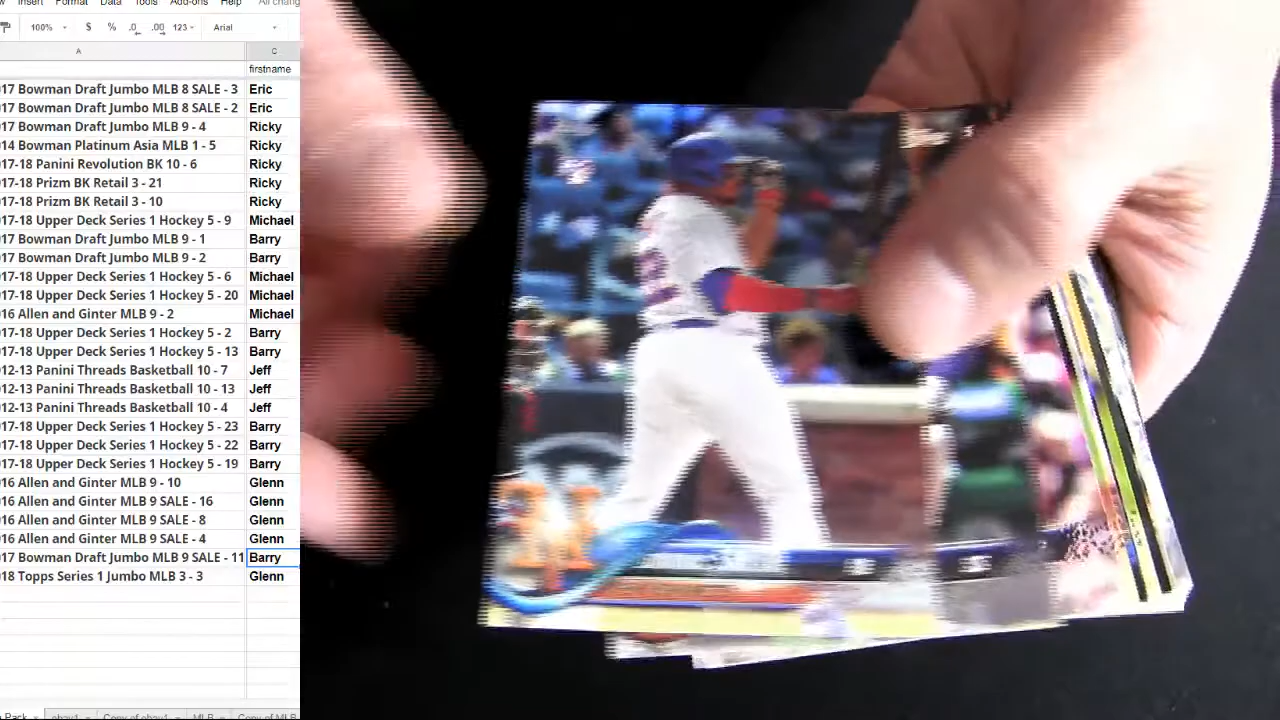 Insert Format Data Tools Add-ons Help All chang
100% $ % .0 .00 123 Arial
A C
firstname
17 Bowman Draft Jumbo MLB 8 SALE - 3 Eric
17 Bowman Draft Jumbo MLB 8 SALE - 2 Eric
17 Bowman Draft Jumbo MLB 9 - 4 Ricky
14 Bowman Platinum Asia MLB 1 - 5 Ricky
17-18 Panini Revolution BK 10 - 6 Ricky
17-18 Prizm BK Retail 3 - 21 Ricky
17-18 Prizm BK Retail 3 - 10 Ricky
17-18 Upper Deck Series 1 Hockey 5 - 9 Michael
17 Bowman Draft Jumbo MLB 9 - 1 Barry
17 Bowman Draft Jumbo MLB 9 - 2 Barry
17-18 Upper Deck Series 1 Hockey 5 - 6 Michael
17-18 Upper Deck Series 1 Hockey 5 - 20 Michael
16 Allen and Ginter MLB 9 - 2 Michael
17-18 Upper Deck Series 1 Hockey 5 - 2 Barry
17-18 Upper Deck Series 1 Hockey 5 - 13 Barry
12-13 Panini Threads Basketball 10 - 7 Jeff
12-13 Panini Threads Basketball 10 - 13 Jeff
12-13 Panini Threads Basketball 10 - 4 Jeff
17-18 Upper Deck Series 1 Hockey 5 - 23 Barry
17-18 Upper Deck Series 1 Hockey 5 - 22 Barry
17-18 Upper Deck Series 1 Hockey 5 - 19 Barry
16 Allen and Ginter MLB 9 - 10 Glenn
16 Allen and Ginter MLB 9 SALE - 16 Glenn
16 Allen and Ginter MLB 9 SALE - 8 Glenn
16 Allen and Ginter MLB 9 SALE - 4 Glenn
17 Bowman Draft Jumbo MLB 9 SALE - 11 Barry
18 Topps Series 1 Jumbo MLB 3 - 3 Glenn
Pack ebay1 Copy of ebay1 MLB Copy of MLB